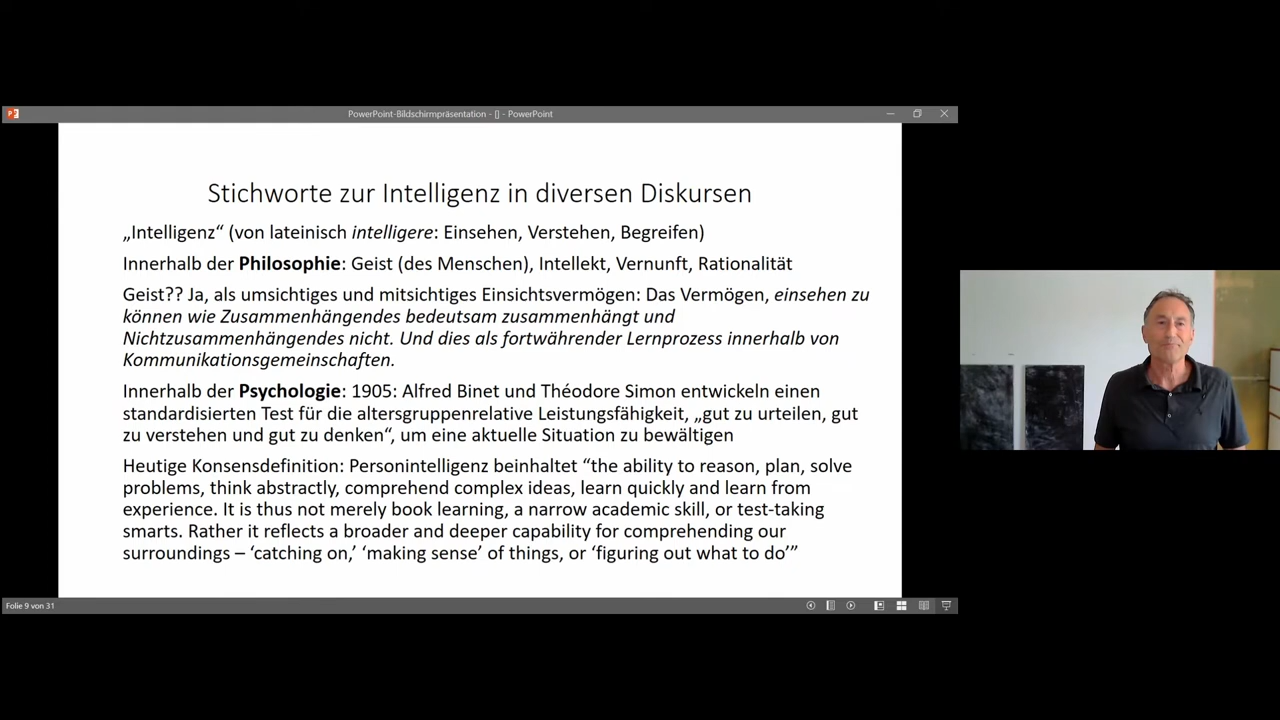 PowerPoint-Bildschirmpräsentation - [] - PowerPoint
Stichworte zur Intelligenz in diversen Diskursen
„Intelligenz“ (von lateinisch intelligere: Einsehen, Verstehen, Begreifen)
Innerhalb der Philosophie: Geist (des Menschen), Intellekt, Vernunft, Rationalität
Geist?? Ja, als umsichtiges und mitsichtiges Einsichtsvermögen: Das Vermögen, einsehen zu
können wie Zusammenhängendes bedeutsam zusammenhängt und
Nichtzusammenhängendes nicht. Und dies als fortwährender Lernprozess innerhalb von
Kommunikationsgemeinschaften.
Innerhalb der Psychologie: 1905: Alfred Binet und Théodore Simon entwickeln einen
standardisierten Test für die altersgruppenrelative Leistungsfähigkeit, „gut zu urteilen, gut
zu verstehen und gut zu denken“, um eine aktuelle Situation zu bewältigen
Heutige Konsensdefinition: Personintelligenz beinhaltet “the ability to reason, plan, solve
problems, think abstractly, comprehend complex ideas, learn quickly and learn from
experience. It is thus not merely book learning, a narrow academic skill, or test-taking
smarts. Rather it reflects a broader and deeper capability for comprehending our
surroundings – ‘catching on,’ ‘making sense’ of things, or ‘figuring out what to do’”
Folie 9 von 31